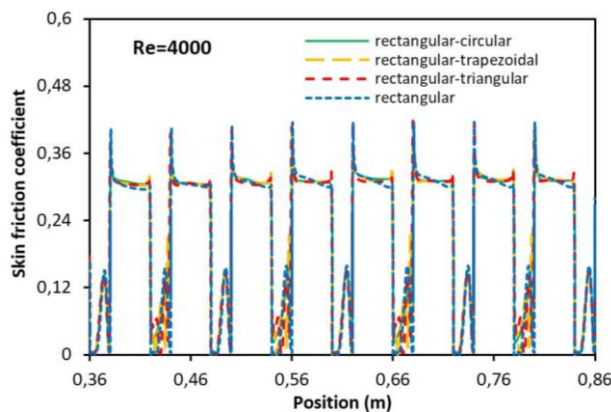 0,6
0,48
0,36
0,24
0,12
0
Skin friction coefficient
Re=4000
rectangular-circular
rectangular-trapezoidal
rectangular-triangular
rectangular
0,36 0,46 0,56 0,66 0,76 0,86
Position (m)